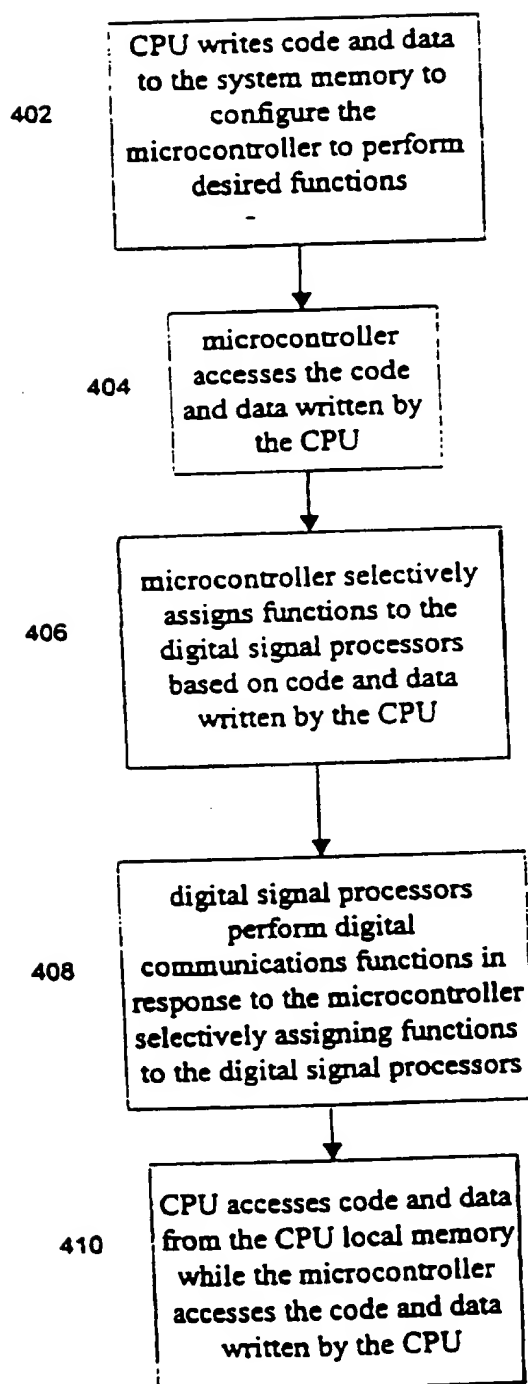 CPU writes code and data
to the system memory to
402
configure the
microcontroller to perform
desired functions
microcontroller
accesses the code
404
and data written by
the CPU
microcontroller selectively
assigns functions to the
406
digital signal processors
based on code and data
written by the CPU
digital signal processors
perform digital
communications functions in
408
response to the microcontroller
selectively assigning functions
to the digital signal processors
CPU accesses code and data
from the CPU local memory
410
while the microcontroller
accesses the code and data
written by the CPU